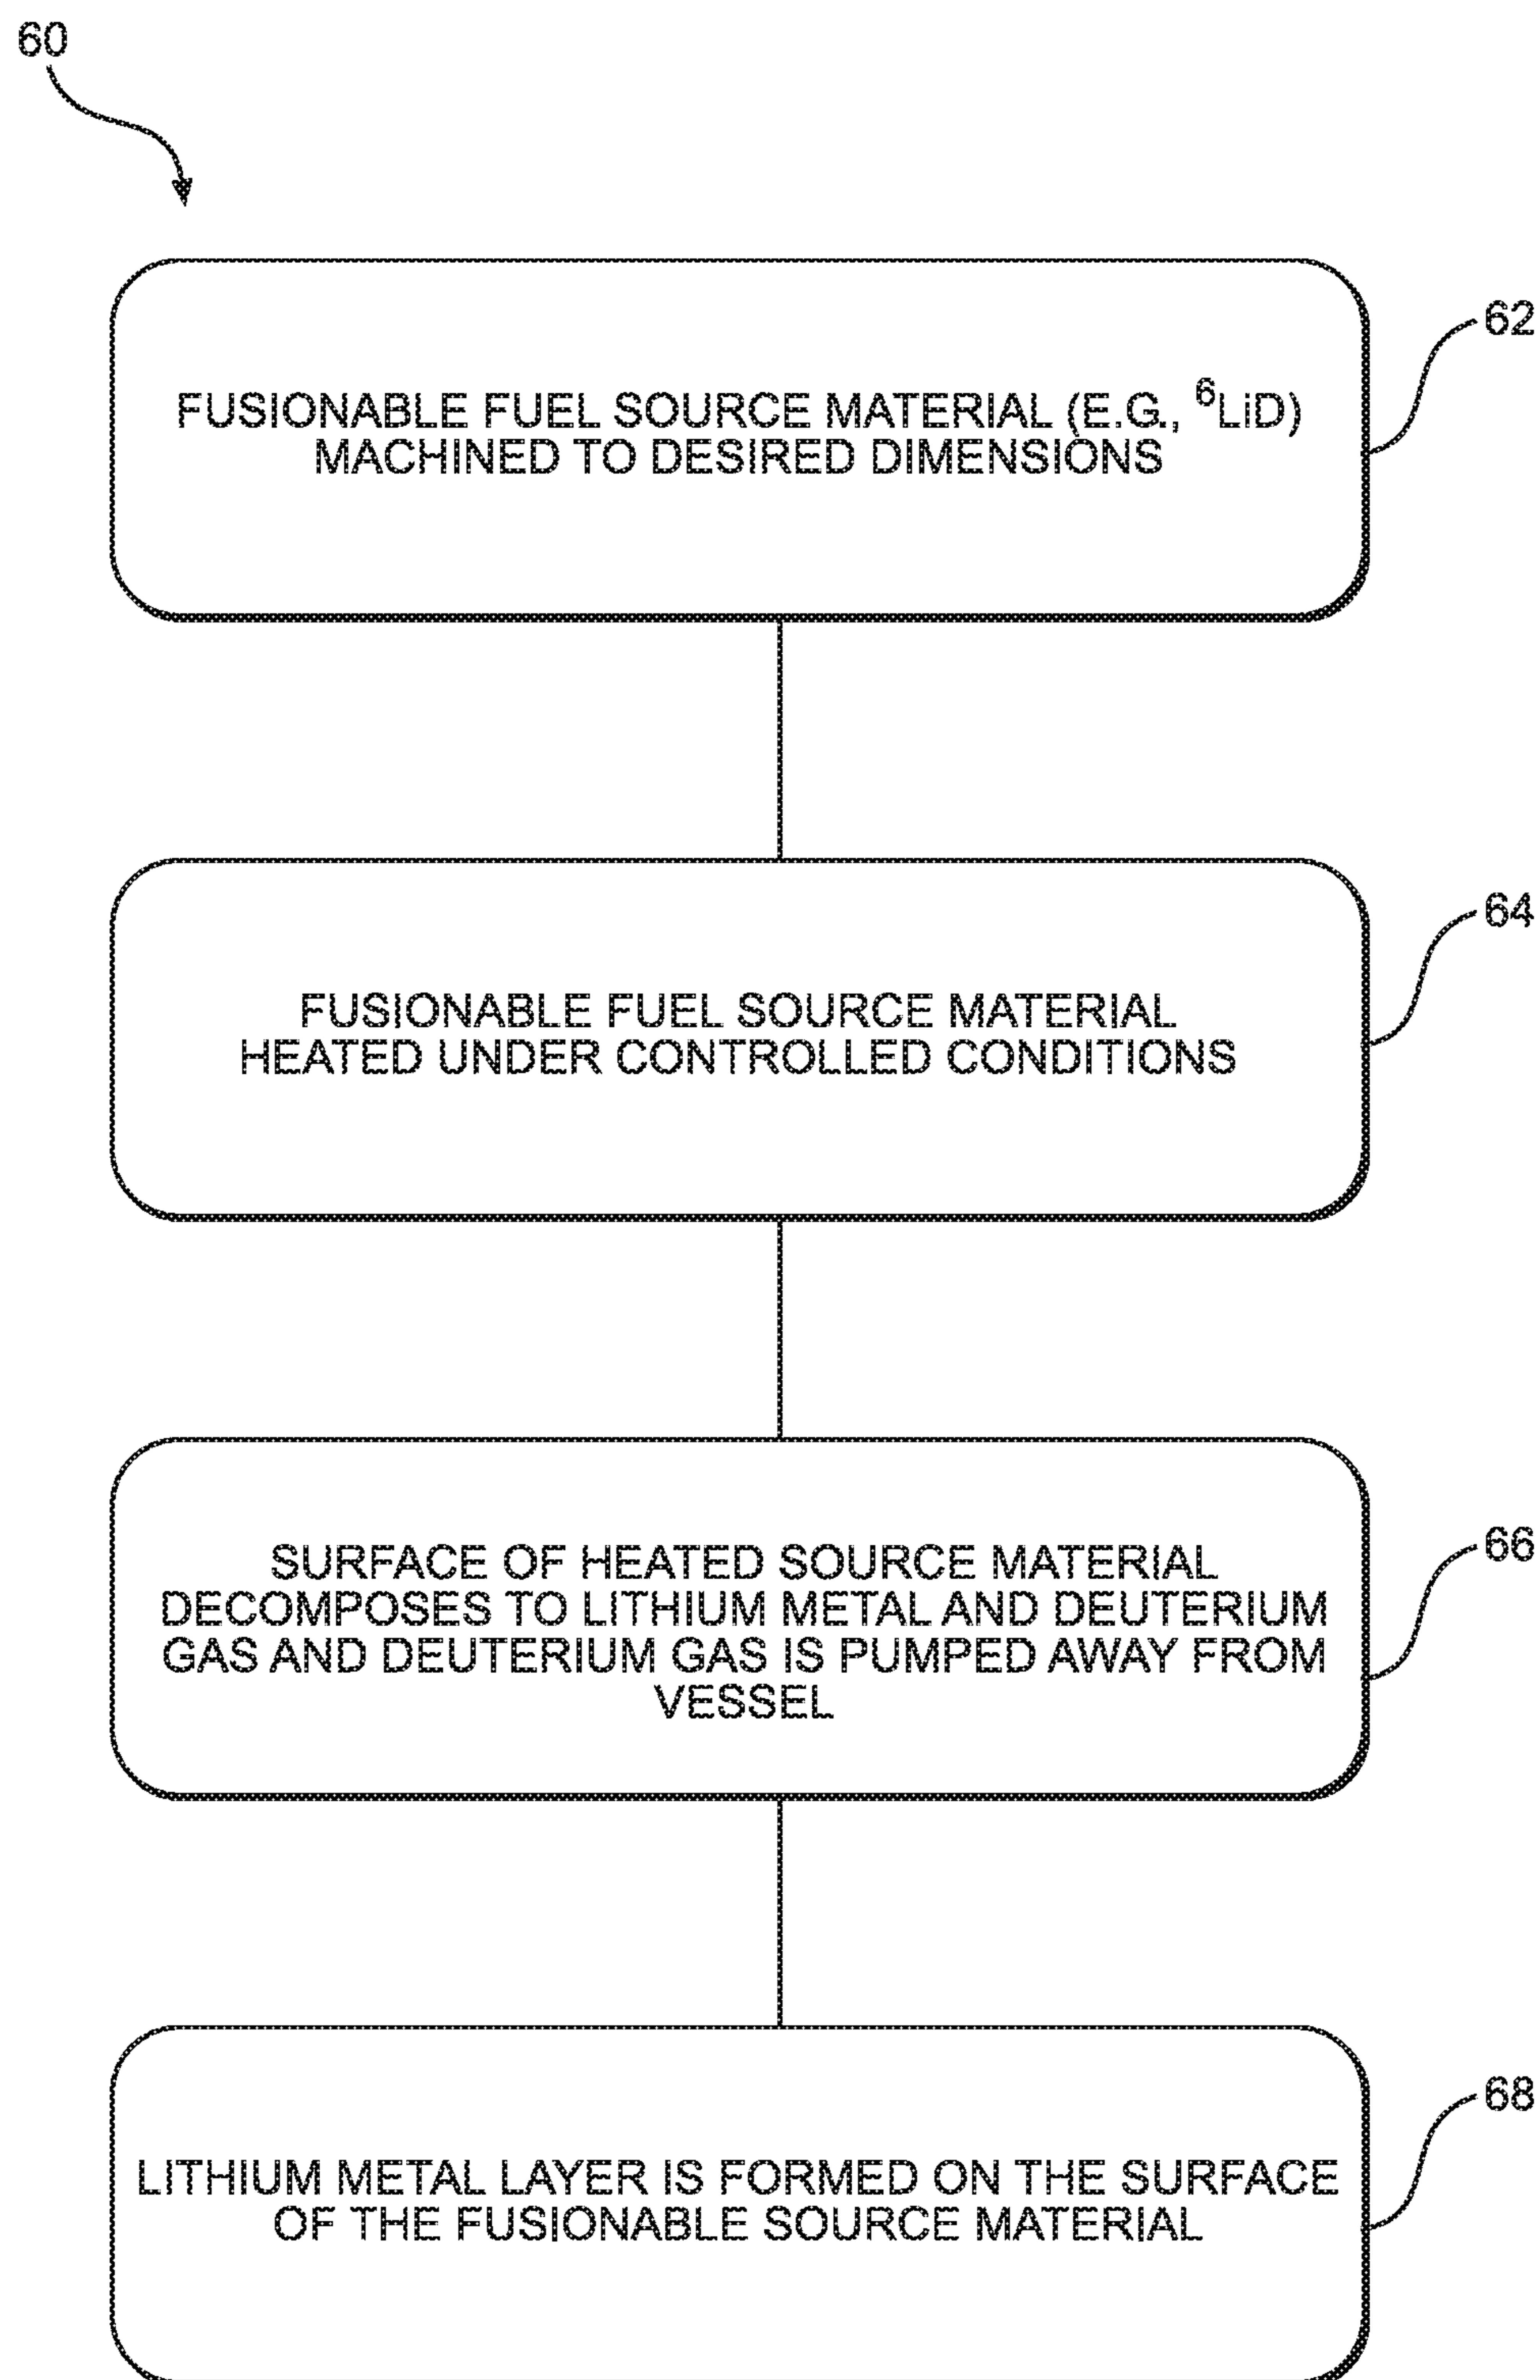 60
62
FUSIONABLE FUEL SOURCE MATERIAL (E.G., ⁶LiD)
MACHINED TO DESIRED DIMENSIONS
64
FUSIONABLE FUEL SOURCE MATERIAL
HEATED UNDER CONTROLLED CONDITIONS
66
SURFACE OF HEATED SOURCE MATERIAL
DECOMPOSES TO LITHIUM METAL AND DEUTERIUM
GAS AND DEUTERIUM GAS IS PUMPED AWAY FROM
VESSEL
68
LITHIUM METAL LAYER IS FORMED ON THE SURFACE
OF THE FUSIONABLE SOURCE MATERIAL